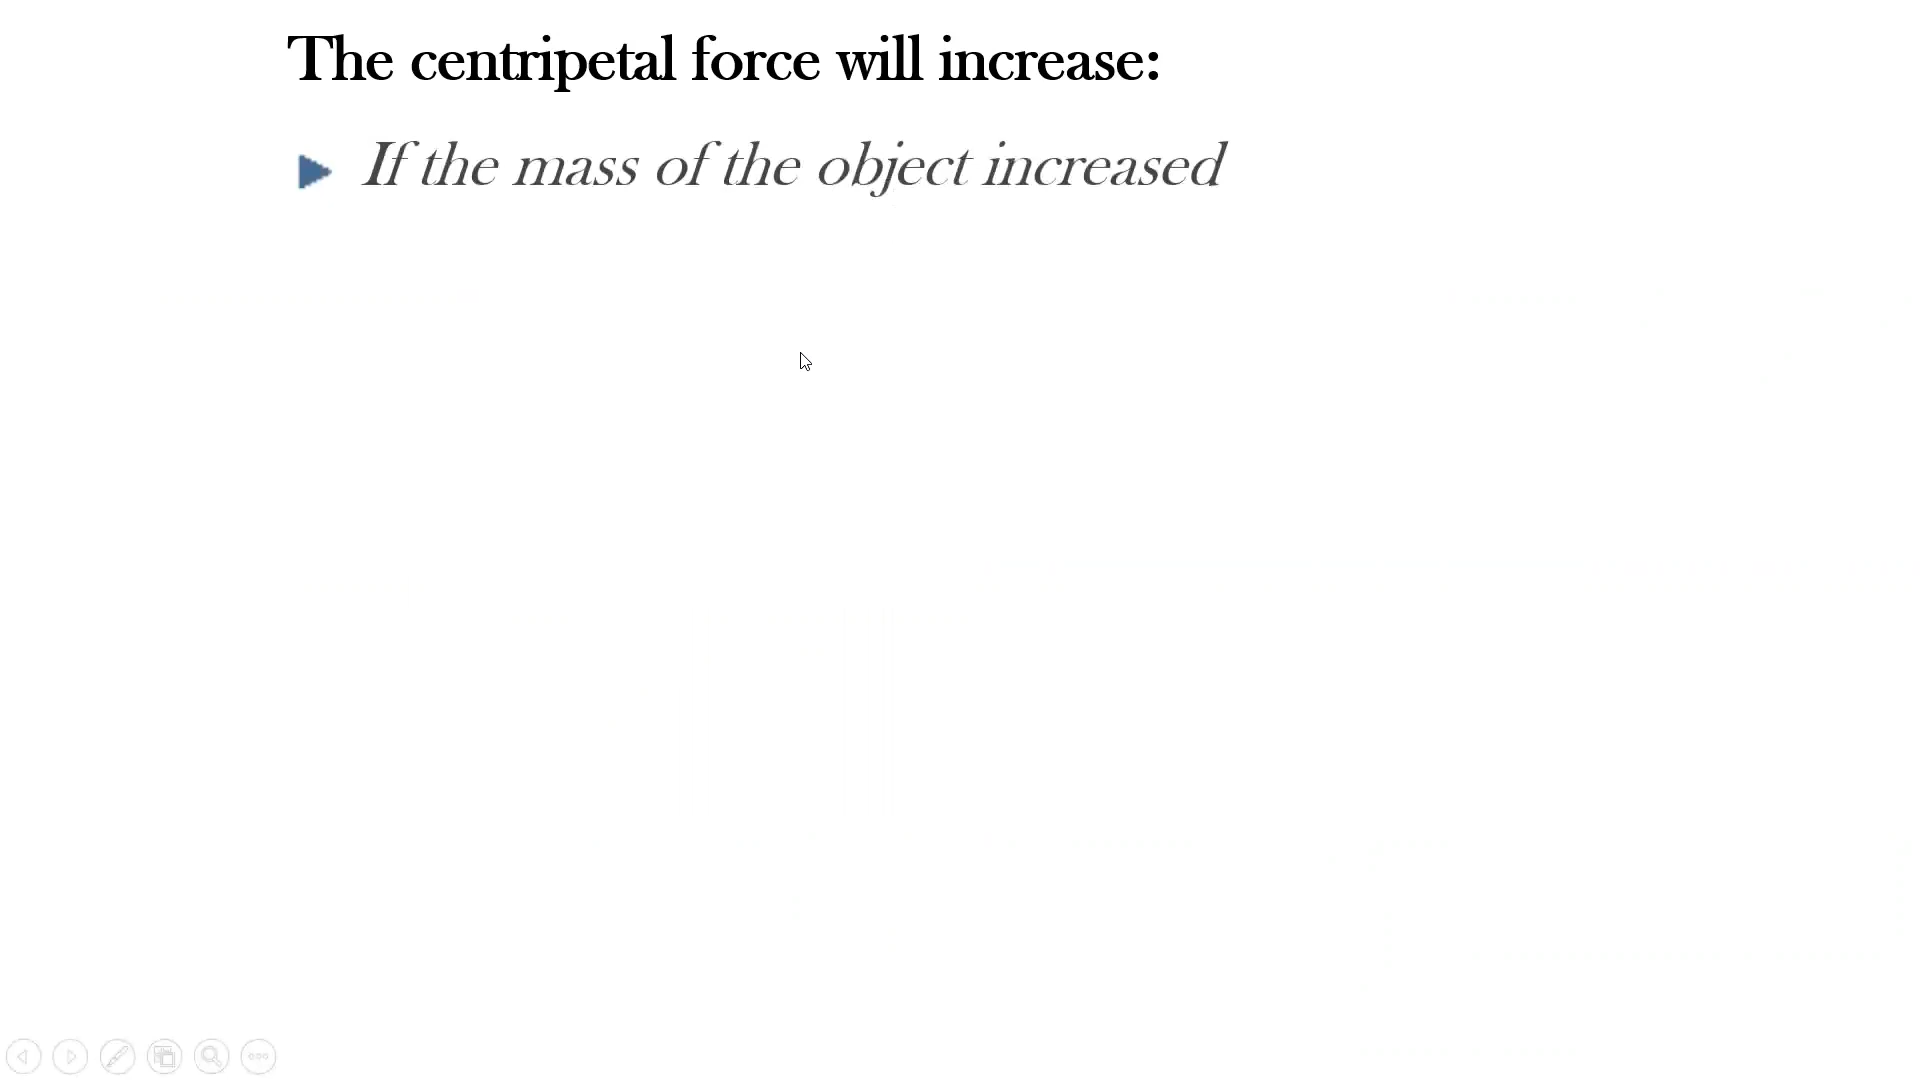 The centripetal force will increase:
If the mass of the object increased